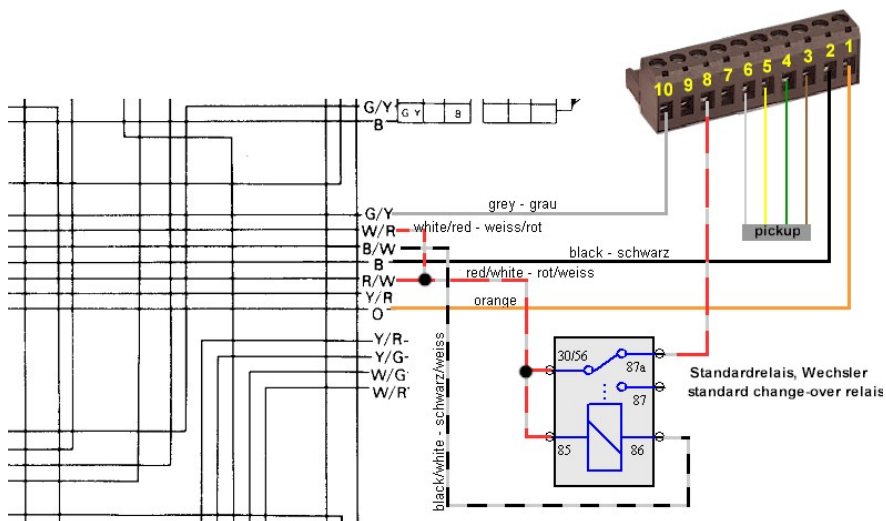 10 9 8 7 6 5 4 3 2 1
G/Y
B
G Y B
grey - grau
G/Y
W/R
white/red - weiss/rot
B/W
black - schwarz
B
red/white - rot/weiss
R/W
Y/R
orange
O
pickup
Y/R
Y/G
W/G
W/R
black/white - schwarz/weiss
30/56
87a
87
85
86
Standardrelais, Wechsler
standard change-over relais